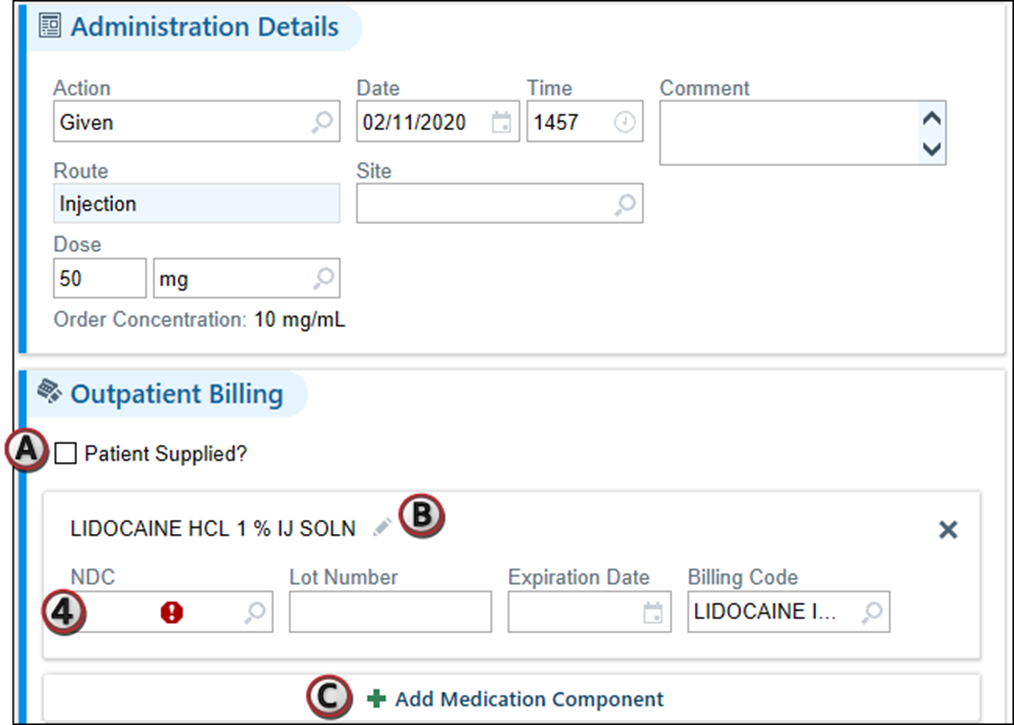 Administration Details
Action Date Time Comment
Given 02/11/2020 1457
Route Site
Injection
Dose
50 mg
Order Concentration: 10 mg/mL
Outpatient Billing
A Patient Supplied?
LIDOCAINE HCL 1 % IJ SOLN B
NDC Lot Number Expiration Date Billing Code
4 LIDOCAINE I...
C Add Medication Component